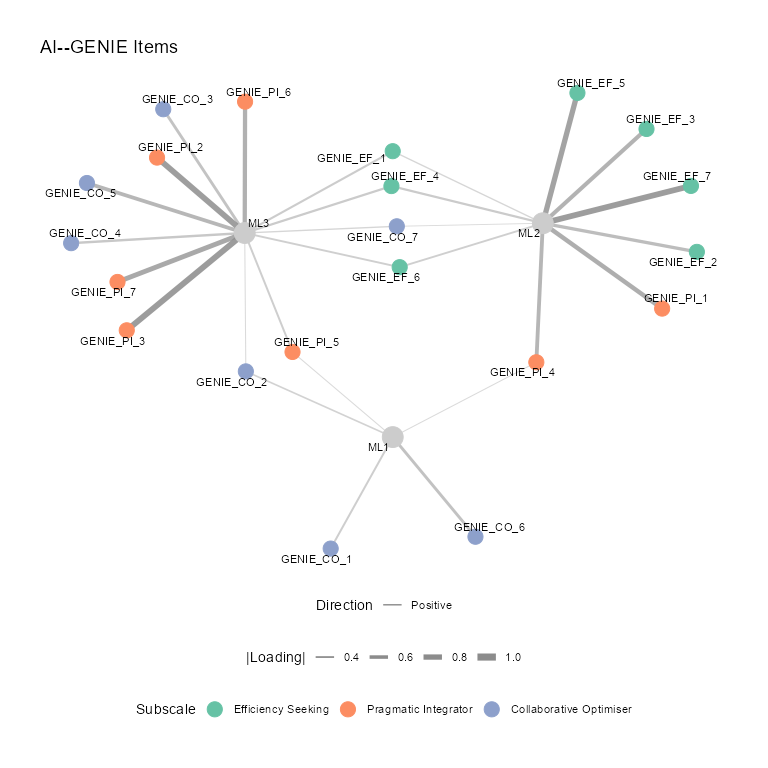 AI--GENIE Items
GENIE_EF_5
GENIE_PI_6
GENIE_CO_3
GENIE_EF_3
GENIE_PI_2
GENIE_EF_1
GENIE_EF_4
GENIE_EF_7
GENIE_CO_5
ML3
GENIE_CO_4
ML2
GENIE_CO_7
GENIE_EF_2
GENIE_EF_6
GENIE_PI_7
GENIE_PI_1
GENIE_PI_3
GENIE_PI_5
GENIE_PI_4
GENIE_CO_2
ML1
GENIE_CO_6
GENIE_CO_1
Direction Positive
|Loading| 0.4 0.6 0.8 1.0
Subscale Efficiency Seeking Pragmatic Integrator Collaborative Optimiser